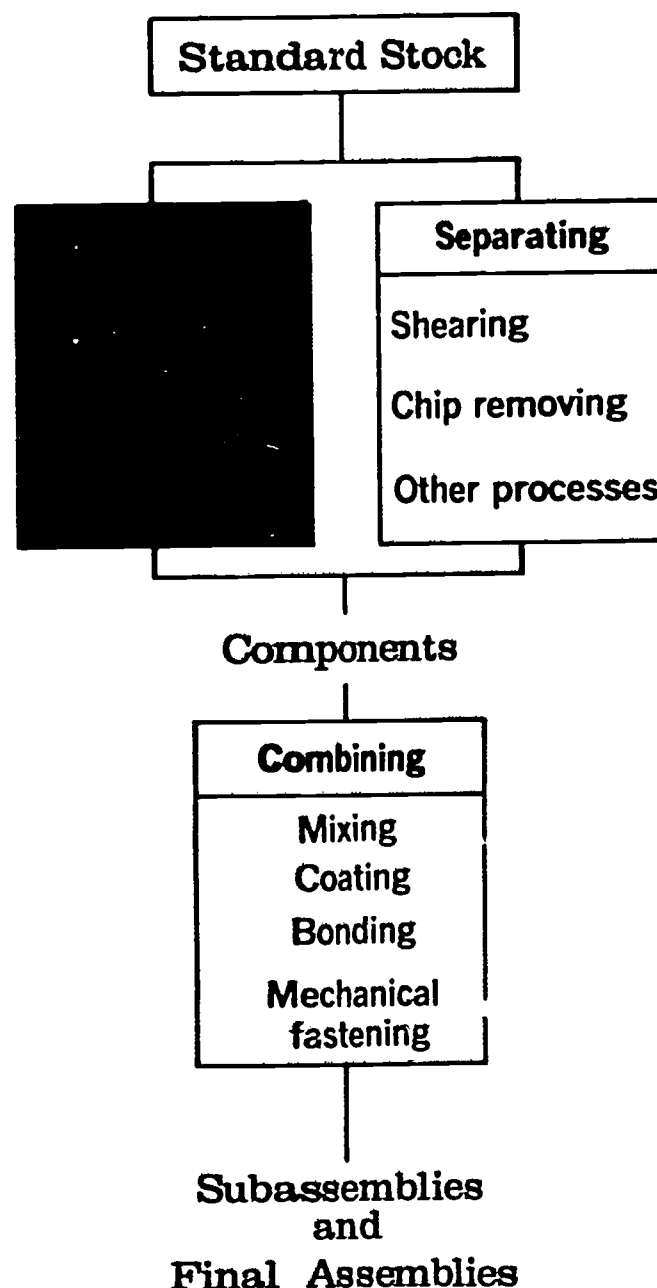 Standard Stock
Separating
Shearing
Chip removing
Other processes
Components
Combining
Mixing
Coating
Bonding
Mechanical
fastening
Subassemblies
and
Final Assemblies